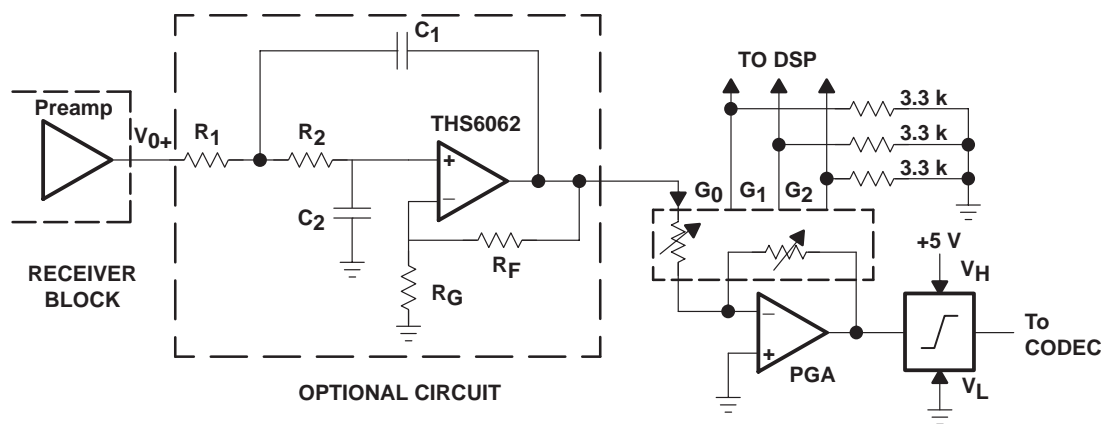 C1
TO DSP
Preamp
V0+
R1
R2
THS6062
3.3 k
3.3 k
3.3 k
+
−
C2
G0
G1
G2
RF
RG
RECEIVER
BLOCK
+5 V
VH
−
+
PGA
To
CODEC
VL
OPTIONAL CIRCUIT